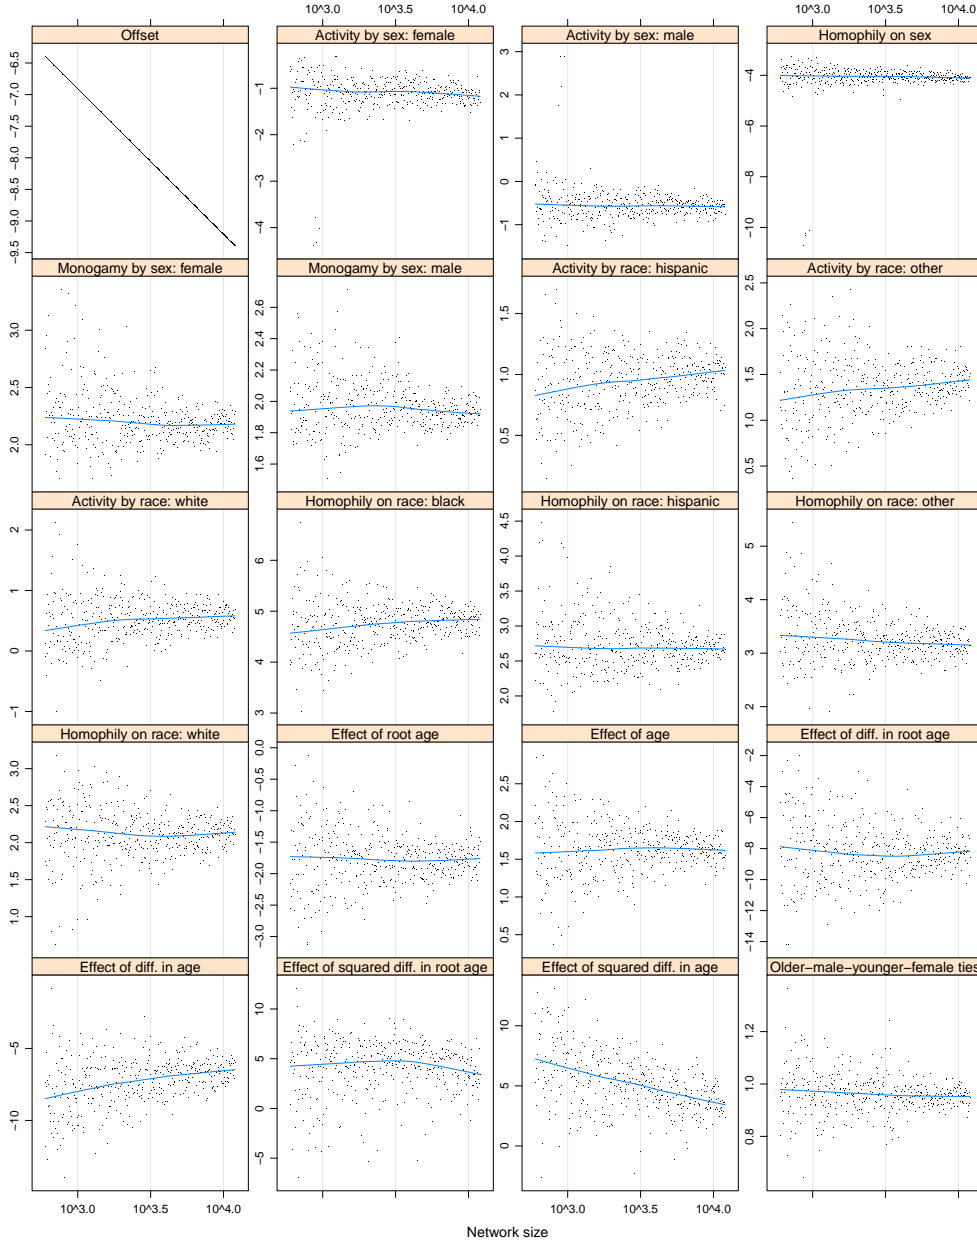 10^3.0 10^3.5 10^4.0 10^3.0 10^3.5 10^4.0
Offset Activity by sex: female Activity by sex: male Homophily on sex
−6.5 −7.0 −7.5 −8.0 −8.5 −9.0 −9.5
−1 −2 −3 −4
3 2 1 0 −1
−4 −6 −8 −10
Monogamy by sex: female Monogamy by sex: male Activity by race: hispanic Activity by race: other
3.0 2.5 2.0
2.6 2.4 2.2 2.0 1.8 1.6
1.5 1.0 0.5
2.5 2.0 1.5 1.0 0.5
Activity by race: white Homophily on race: black Homophily on race: hispanic Homophily on race: other
2 1 0 −1
6 5 4 3
4.5 4.0 3.5 3.0 2.5 2.0
5 4 3 2
Homophily on race: white Effect of root age Effect of age Effect of diff. in root age
3.0 2.5 2.0 1.5 1.0
0.0 −0.5 −1.0 −1.5 −2.0 −2.5 −3.0
2.5 2.0 1.5 1.0 0.5
−2 −4 −6 −8 −10 −12 −14
Effect of diff. in age Effect of squared diff. in root age Effect of squared diff. in age Older−male−younger−female ties
−5 −10
10 5 0 −5
10 5 0
1.2 1.0 0.8
10^3.0 10^3.5 10^4.0 10^3.0 10^3.5 10^4.0
Network size